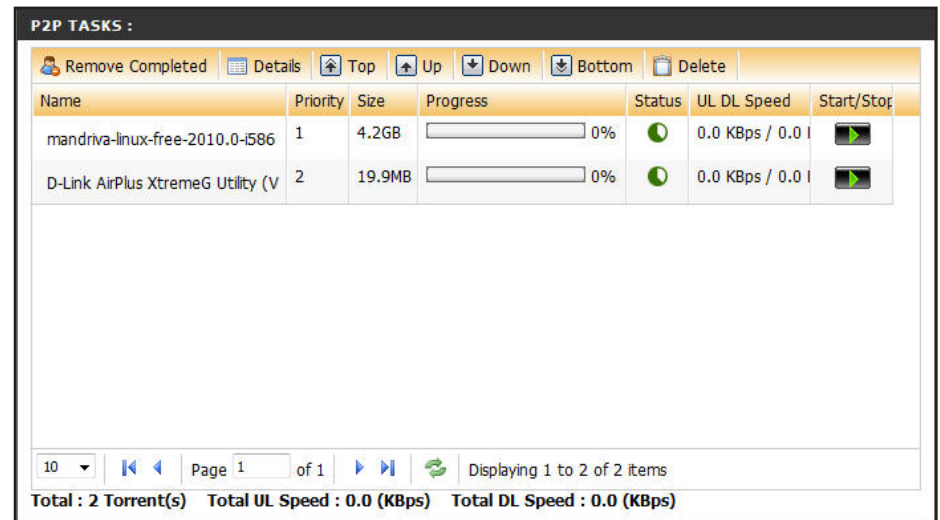 P2P TASKS :
Remove Completed Details Top Up Down Bottom Delete
Name Priority Size Progress Status UL DL Speed Start/Stop
mandriva-linux-free-2010.0-i586 1 4.2GB 0% 0.0 KBps / 0.0
D-Link AirPlus XtremeG Utility (V 2 19.9MB 0% 0.0 KBps / 0.0
10 Page 1 of 1 Displaying 1 to 2 of 2 items
Total : 2 Torrent(s) Total UL Speed : 0.0 (KBps) Total DL Speed : 0.0 (KBps)